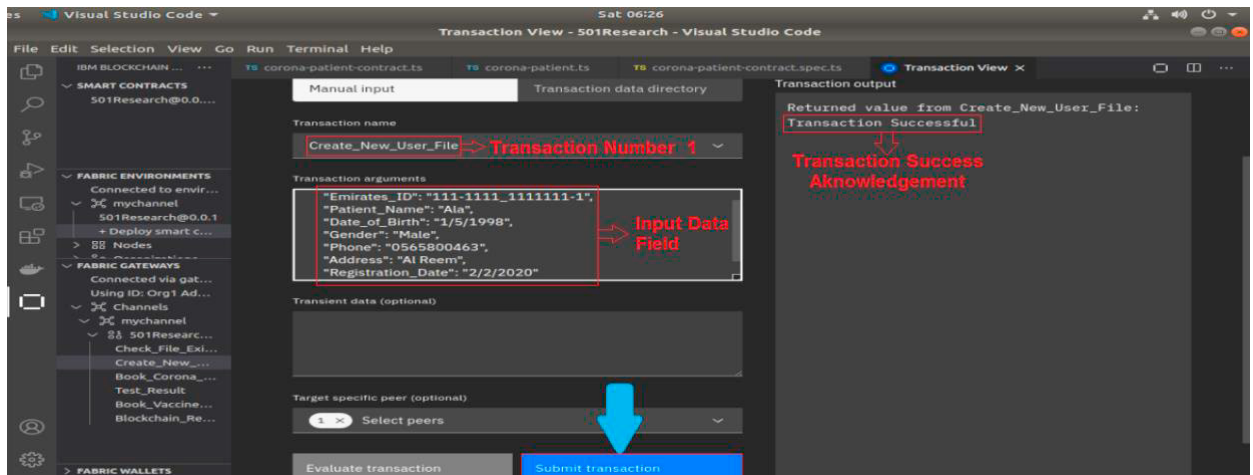 es Visual Studio Code
Sat 06:26
Transaction View - 501Research - Visual Studio Code
File Edit Selection View Go Run Terminal Help
IBM BLOCKCHAIN ... ...
TS corona-patient-contract.ts
TS corona-patient.ts
TS corona-patient-contract.spec.ts
Transaction View ×
SMART CONTRACTS
501Research@0.0....
FABRIC ENVIRONMENTS
Connected to envir...
mychannel
501Research@0.0.1
+ Deploy smart c...
Nodes
FABRIC GATEWAYS
Connected via gat...
Using ID: Org1 Ad...
Channels
mychannel
501Researc...
Check_File_Exi...
Create_New_...
Book_Corona_...
Test_Result
Book_Vaccine...
Blockchain_Re...
FABRIC WALLETS
Manual input
Transaction data directory
Transaction name
Create_New_User_File
Transaction Number 1
Transaction arguments
"Emirates_ID": "111-1111_1111111-1",
"Patient_Name": "Ala",
"Date_of_Birth": "1/5/1998",
"Gender": "Male",
"Phone": "0565800463",
"Address": "Al Reem",
"Registration_Date": "2/2/2020"
Input Data
Field
Transient data (optional)
Target specific peer (optional)
1 × Select peers
Evaluate transaction
Submit transaction
Transaction output
Returned value from Create_New_User_File:
Transaction Successful
Transaction Success
Aknowledgement